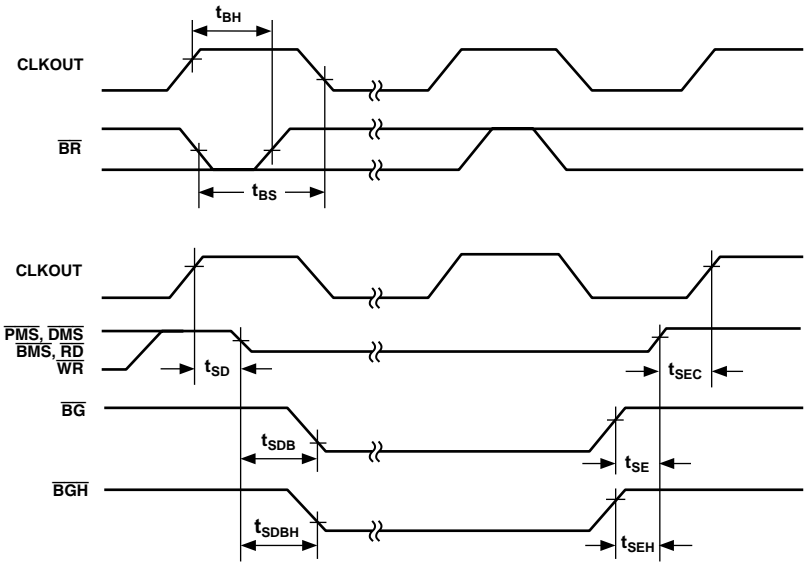 tBH
CLKOUT
BR
tBS
CLKOUT
PMS, DMS
BMS, RD
WR
tSD
tSEC
BG
tSDB
tSE
BGH
tSDBH
tSEH